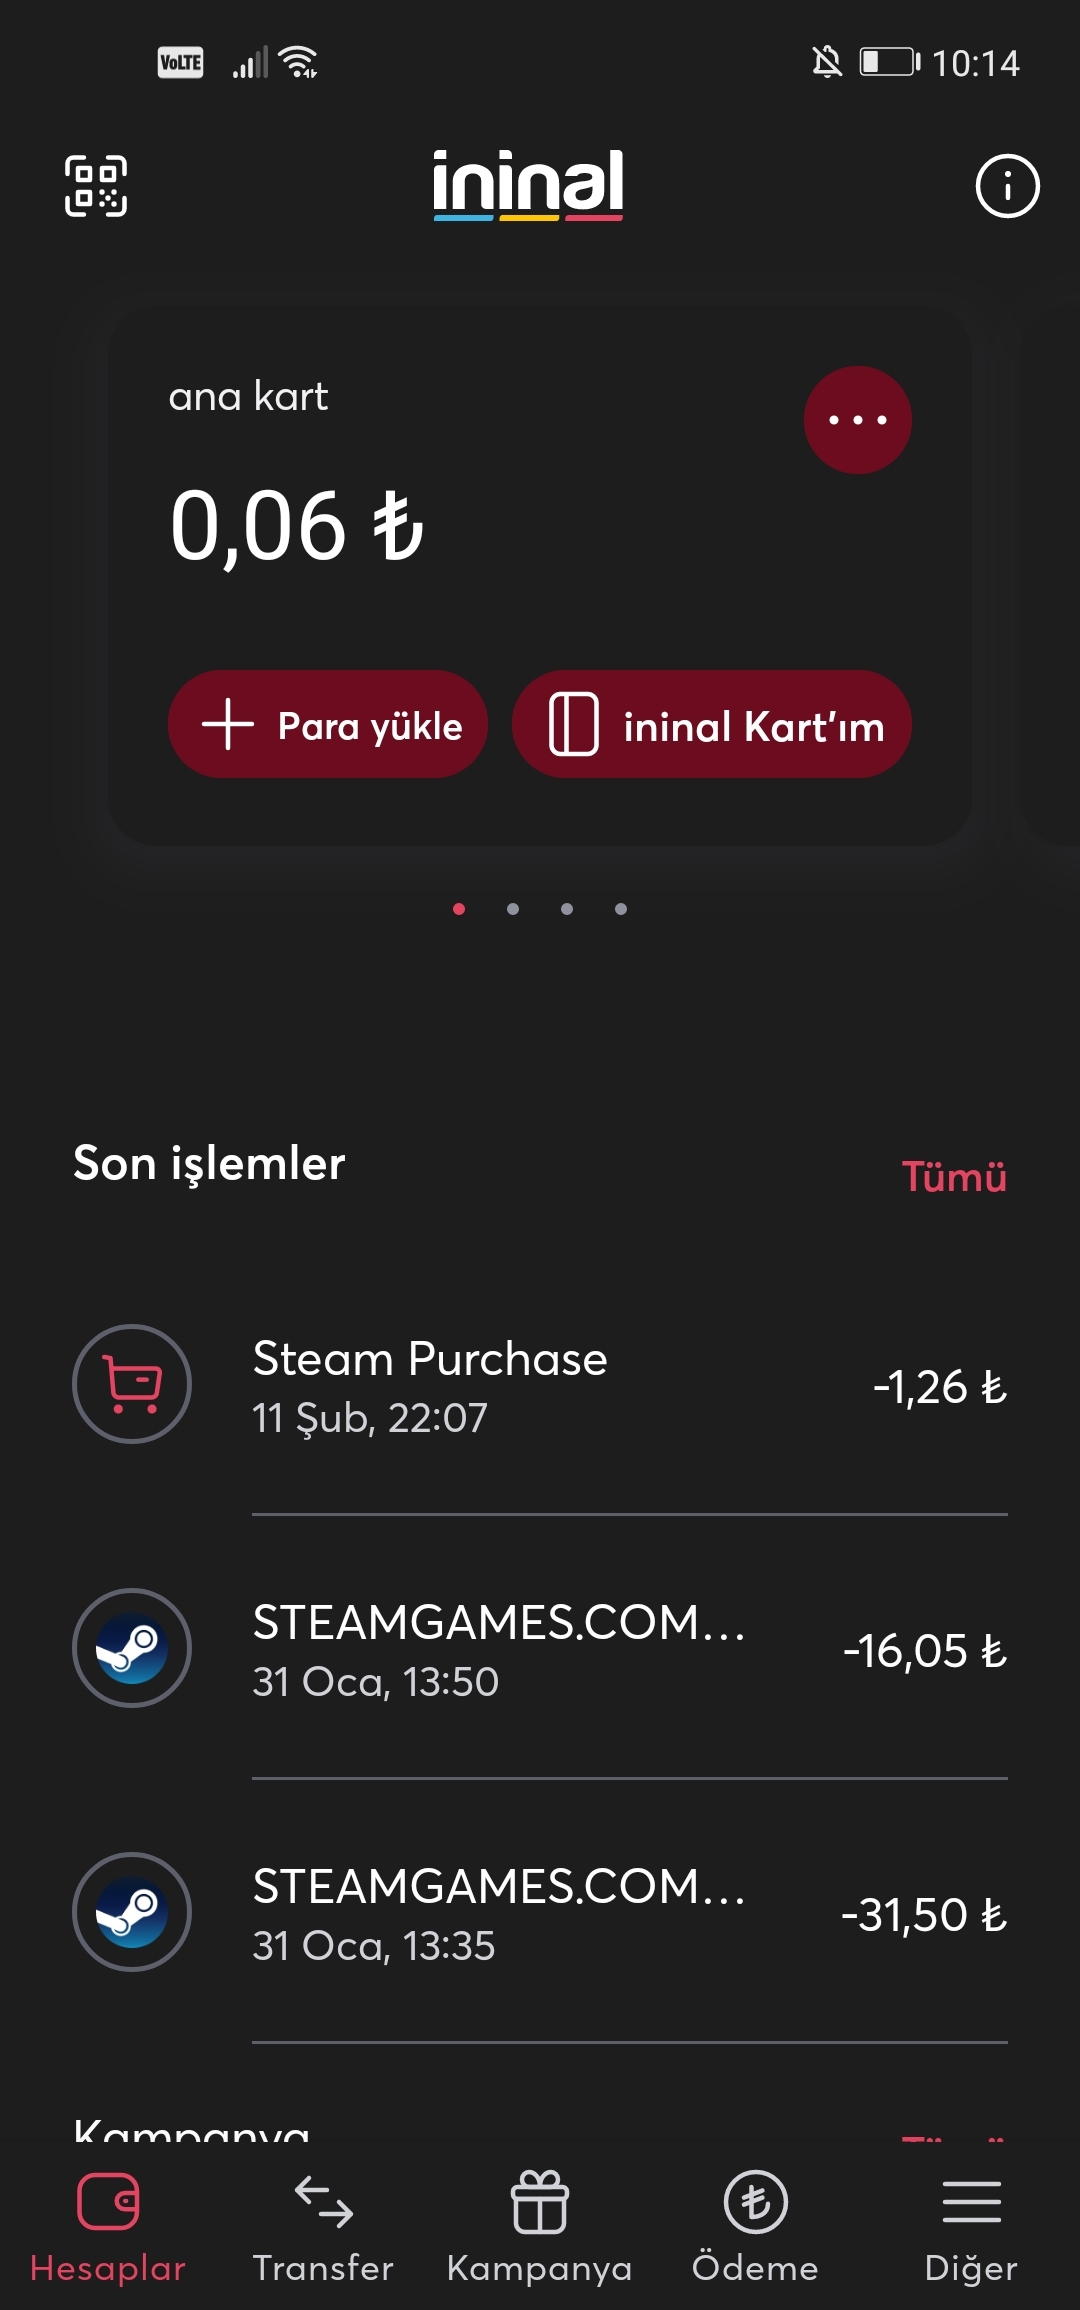 VoLTE
10:14
ininal
ana kart
0,06 ₺
Para yükle
ininal Kart'ım
Son işlemler
Tümü
Steam Purchase
-1,26 ₺
11 Şub, 22:07
STEAMGAMES.COM...
-16,05 ₺
31 Oca, 13:50
STEAMGAMES.COM...
-31,50 ₺
31 Oca, 13:35
Kampanya
Tümü
Hesaplar
Transfer
Kampanya
Ödeme
Diğer